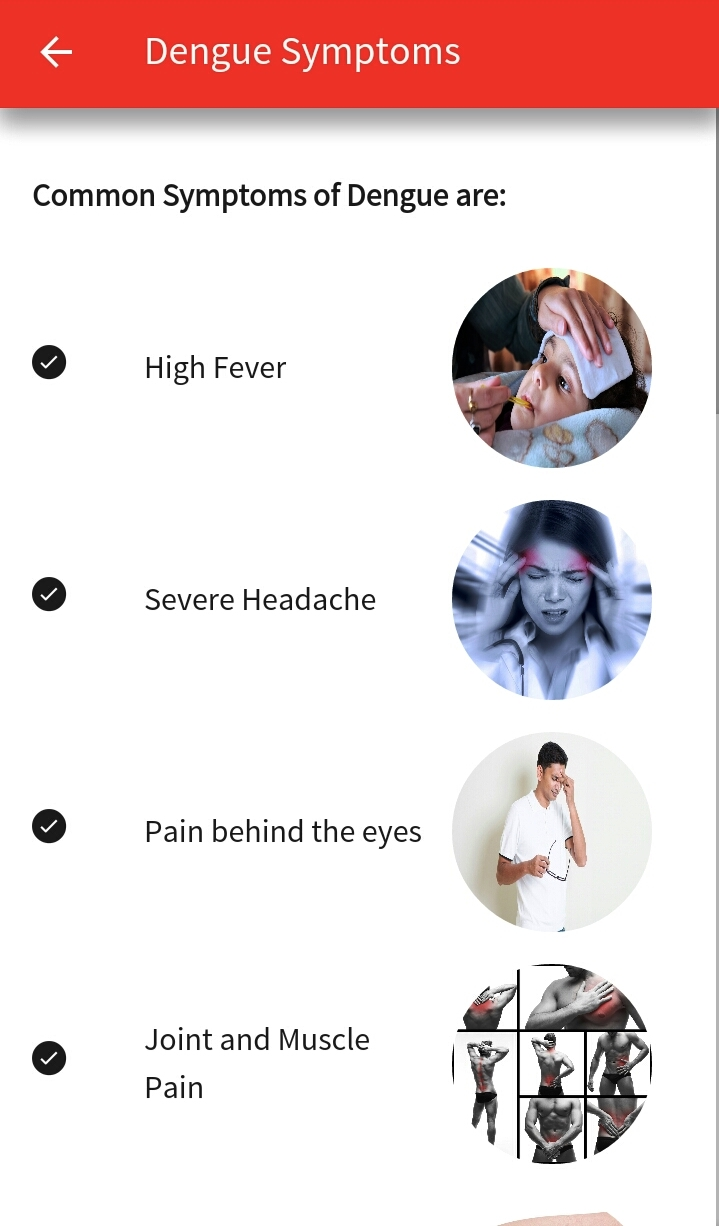 Dengue Symptoms
Common Symptoms of Dengue are:
High Fever
Severe Headache
Pain behind the eyes
Joint and Muscle
Pain